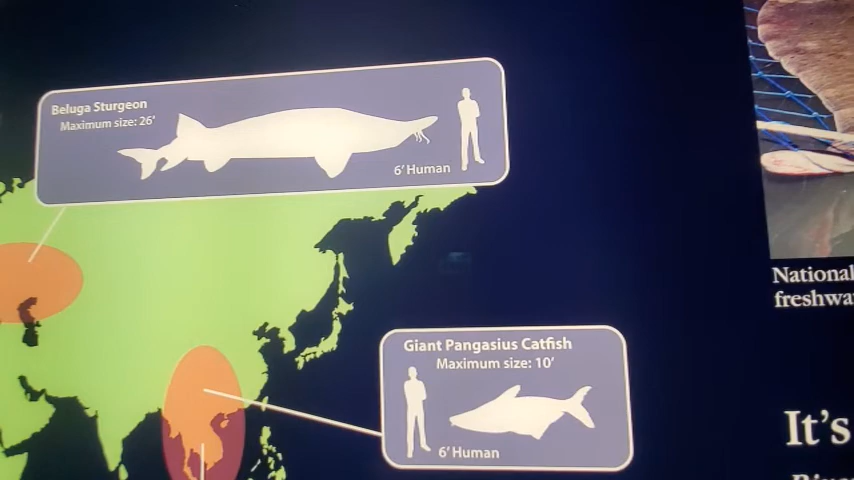 Beluga Sturgeon
Maximum size: 26'
6' Human
Giant Pangasius Catfish
Maximum size: 10'
6' Human
National
freshwa
It's